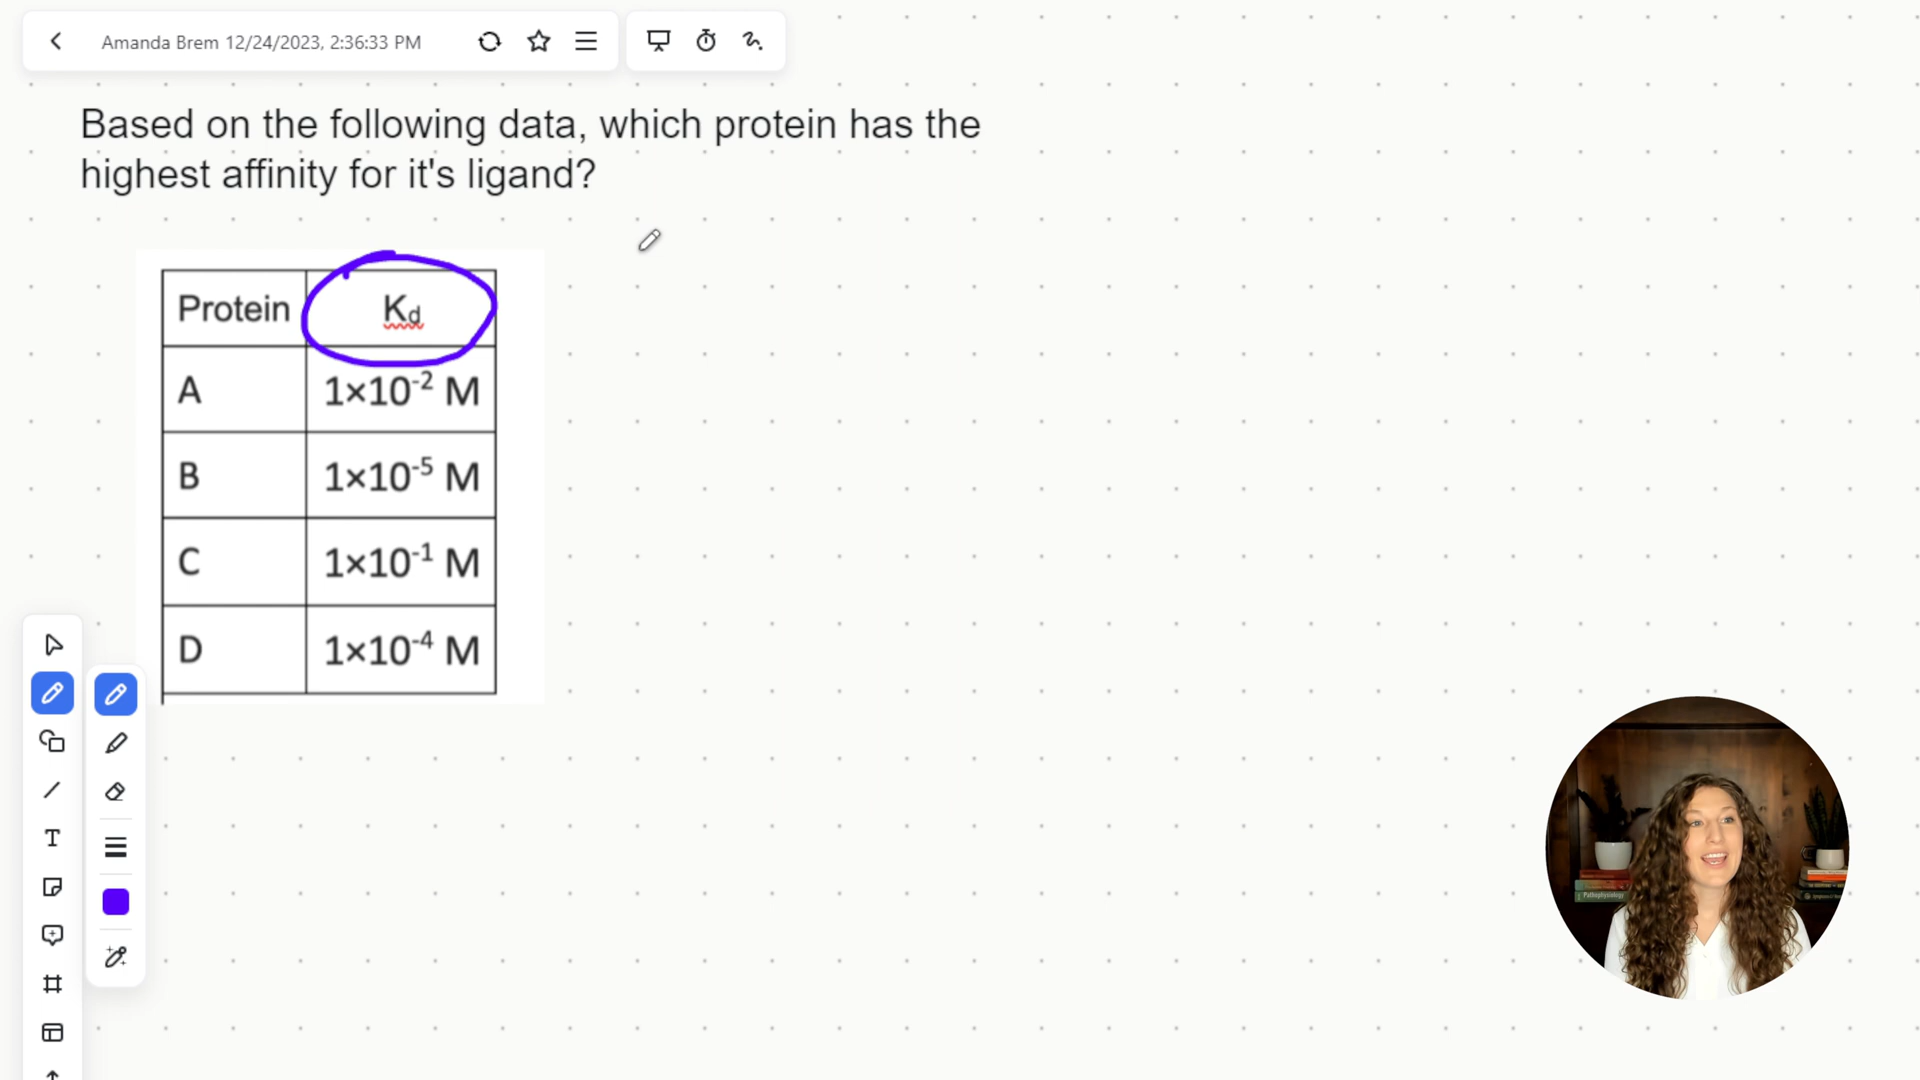 Amanda Brem 12/24/2023, 2:36:33 PM
Based on the following data, which protein has the
highest affinity for it's ligand?
Protein Kd
A 1×10⁻² M
B 1×10⁻⁵ M
C 1×10⁻¹ M
D 1×10⁻⁴ M
T
Pathophysiology